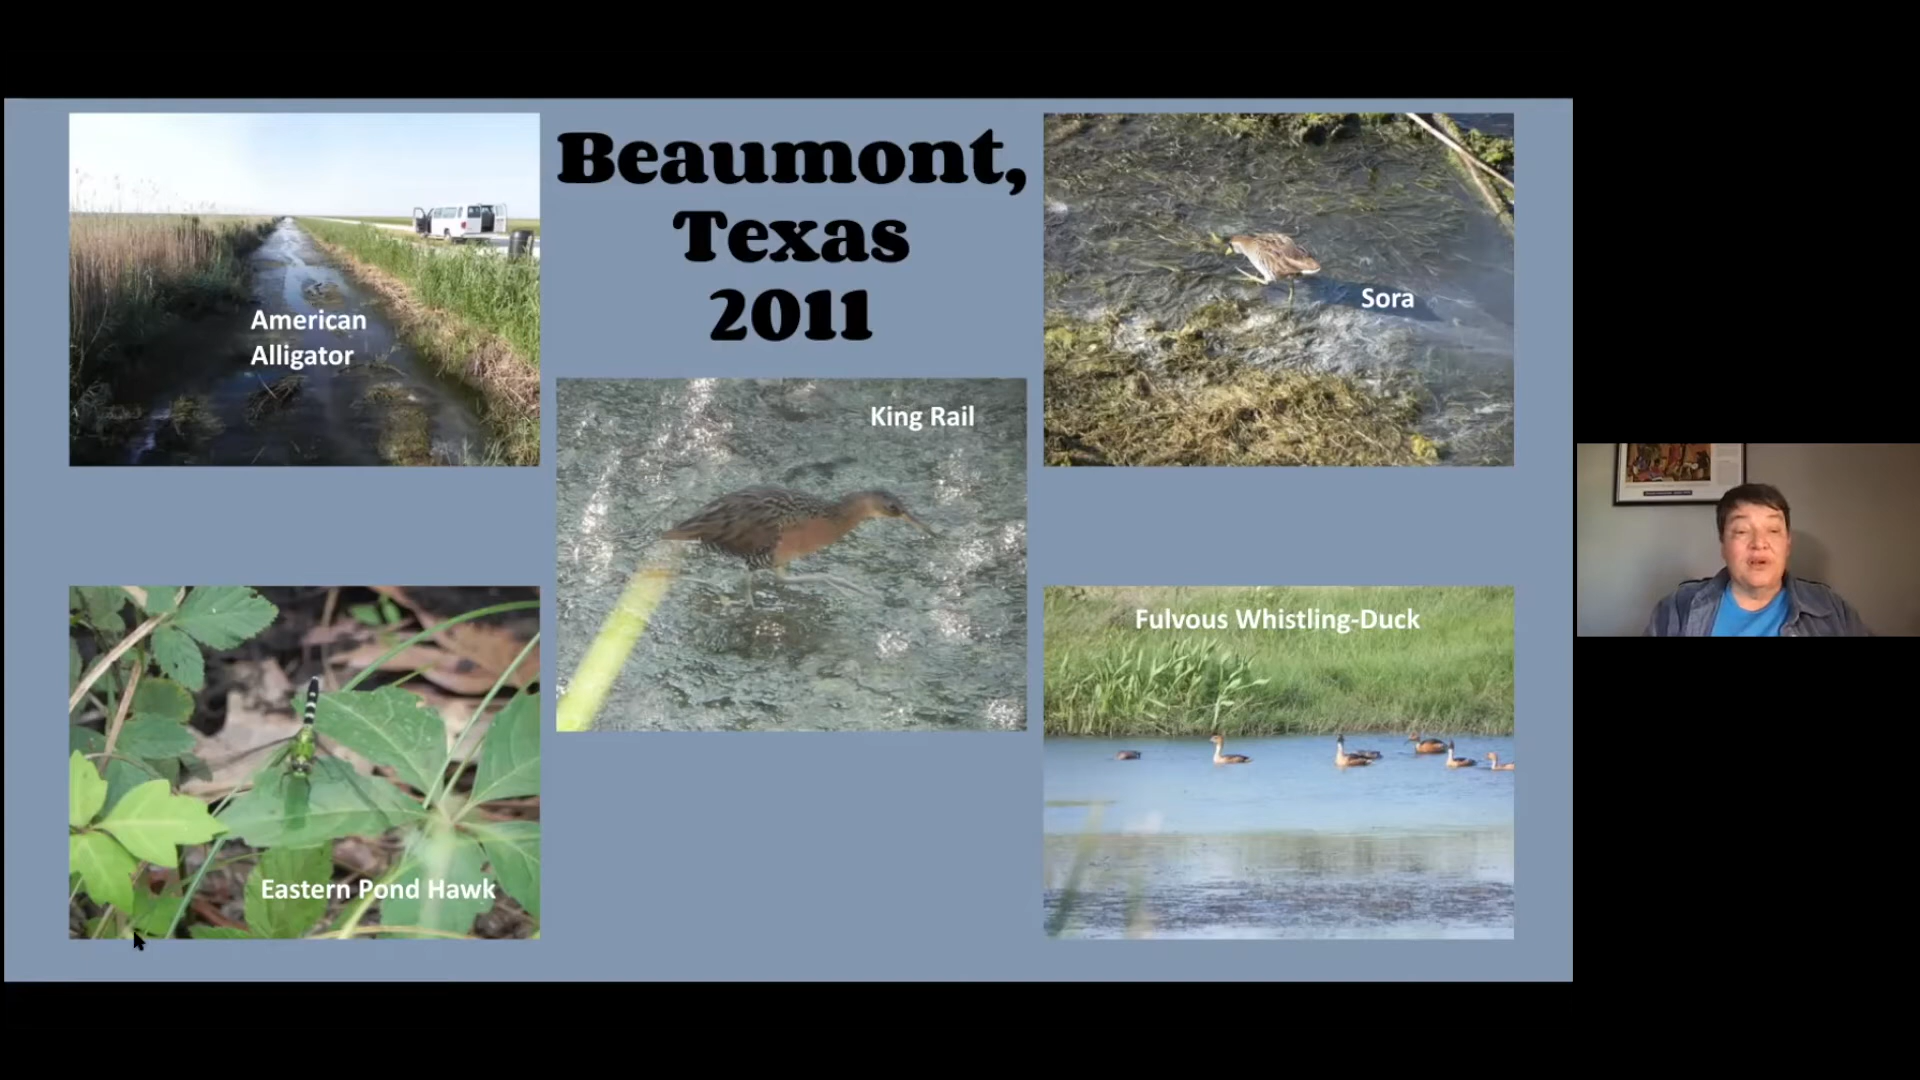 Beaumont,
Texas
2011
American
Alligator
Sora
King Rail
Eastern Pond Hawk
Fulvous Whistling-Duck